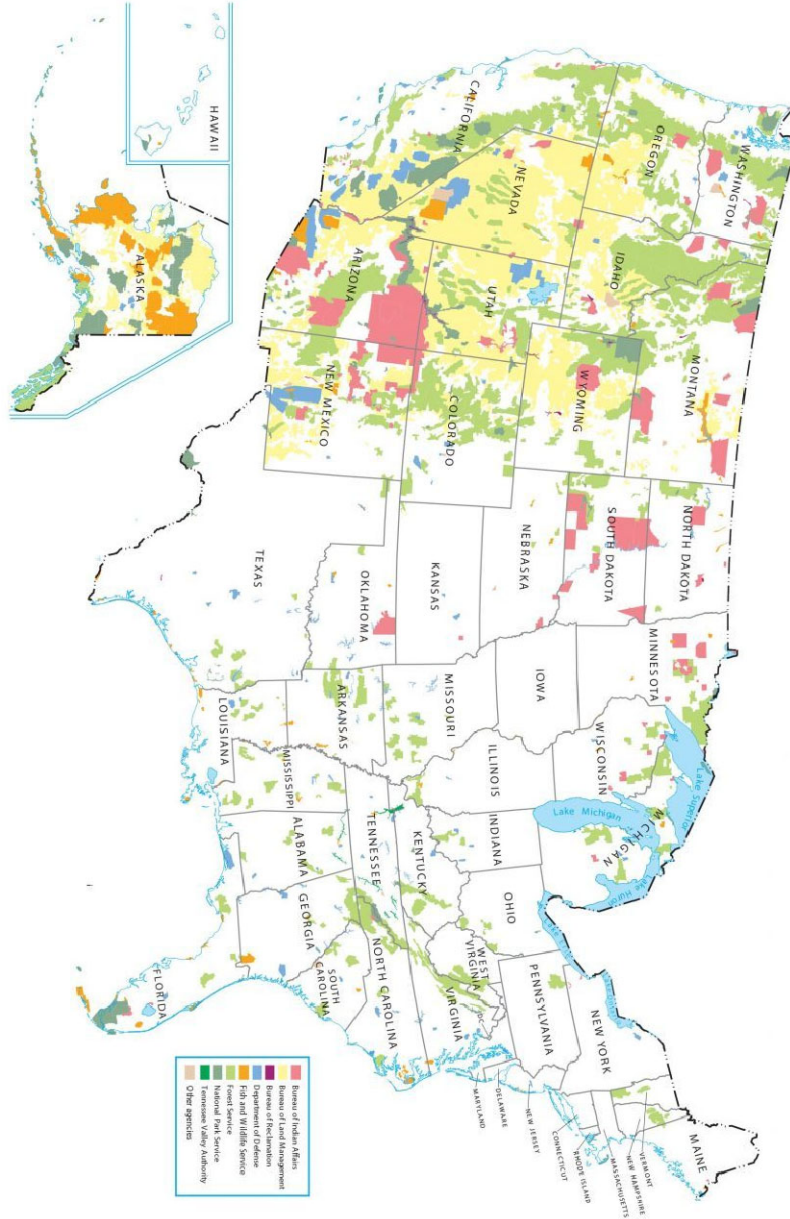 WASHINGTON
OREGON
CALIFORNIA
NEVADA
IDAHO
MONTANA
WYOMING
UTAH
ARIZONA
COLORADO
NEW MEXICO
NORTH DAKOTA
SOUTH DAKOTA
NEBRASKA
KANSAS
OKLAHOMA
TEXAS
MINNESOTA
IOWA
MISSOURI
ARKANSAS
LOUISIANA
WISCONSIN
ILLINOIS
MICHIGAN
INDIANA
OHIO
KENTUCKY
TENNESSEE
MISSISSIPPI
ALABAMA
GEORGIA
FLORIDA
SOUTH
CAROLINA
NORTH CAROLINA
VIRGINIA
WEST
VIRGINIA
DC
PENNSYLVANIA
NEW YORK
MAINE
VERMONT
NEW HAMPSHIRE
MASSACHUSETTS
RHODE ISLAND
CONNECTICUT
NEW JERSEY
DELAWARE
MARYLAND
Lake Superior
Lake Michigan
Lake Huron
ALASKA
HAWAII
Bureau of Indian Affairs
Bureau of Land Management
Bureau of Reclamation
Department of Defense
Fish and Wildlife Service
Forest Service
National Park Service
Tennessee Valley Authority
Other agencies